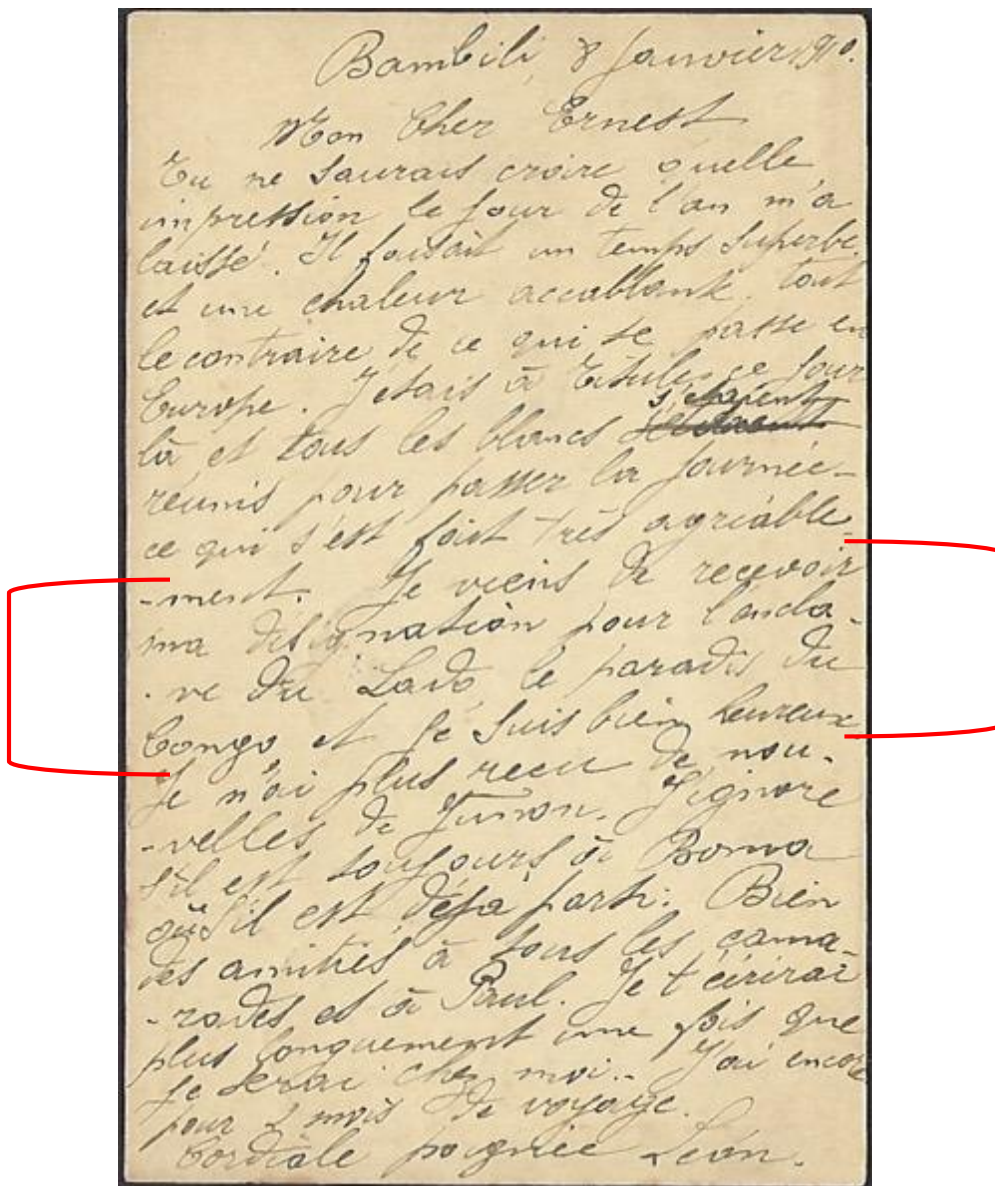 Bambili, 8 Janvier 1910.
Mon Cher Ernest
Tu ne saurais croire quelle
impression le jour de l'an m'a
laissé. Il faisait un temps superbe
et une chaleur accablante, tout
le contraire de ce qui se passe en
Europe. J'etais à Titule ce jour
là, et tous les blancs s'étaient
réunis pour passer la journée
ce qui s'est fait très agréable-
-ment. Je viens de recevoir
ma désignation pour l'encla-
-ve du Lado, le paradis du
Congo, et je suis bien heureux
Je n'ai plus recu de nou-
-velles de. J'ignore
s'il est toujours à Boma
ou s'il est déja parti. Bien
des amitiés à tous les cama-
-rades et à Paul. Je t'écrirai
plus longuement une fois que
je serai chez moi.. J'ai encore
pour 2 mois de voyage.
Cordiale poignée Léon.